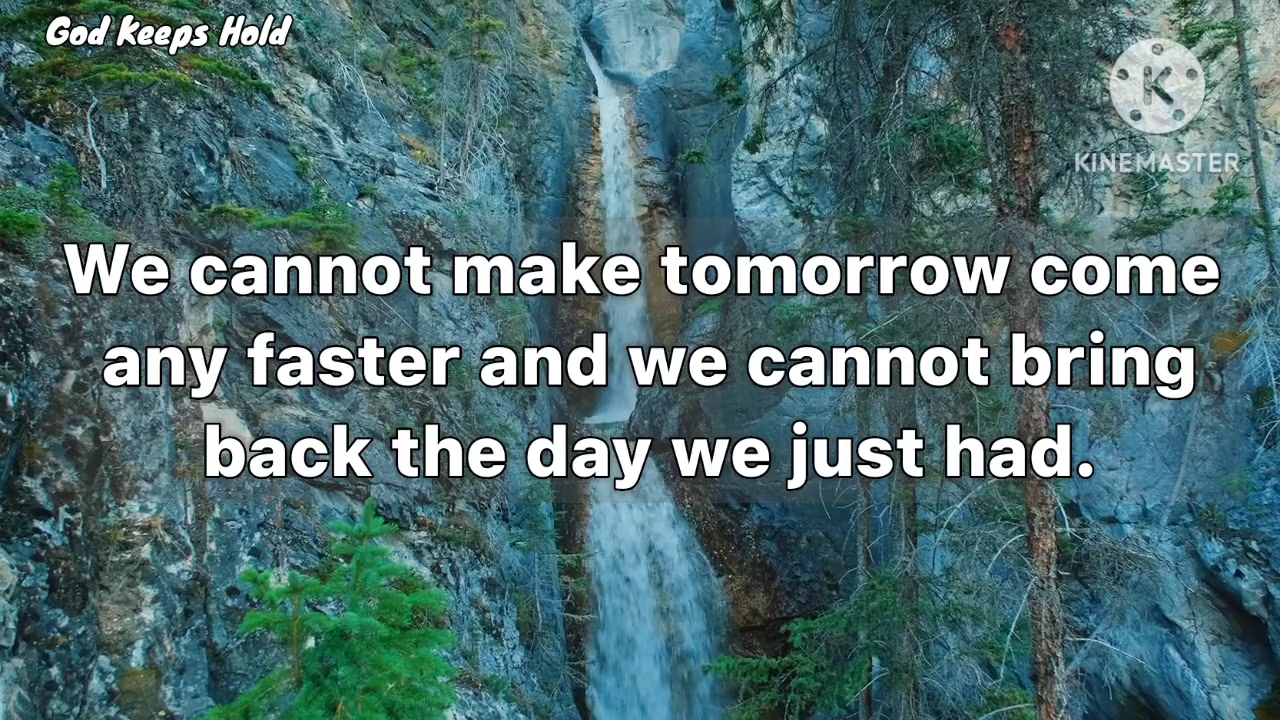 God Keeps Hold
K
KINEMASTER
We cannot make tomorrow come
any faster and we cannot bring
back the day we just had.